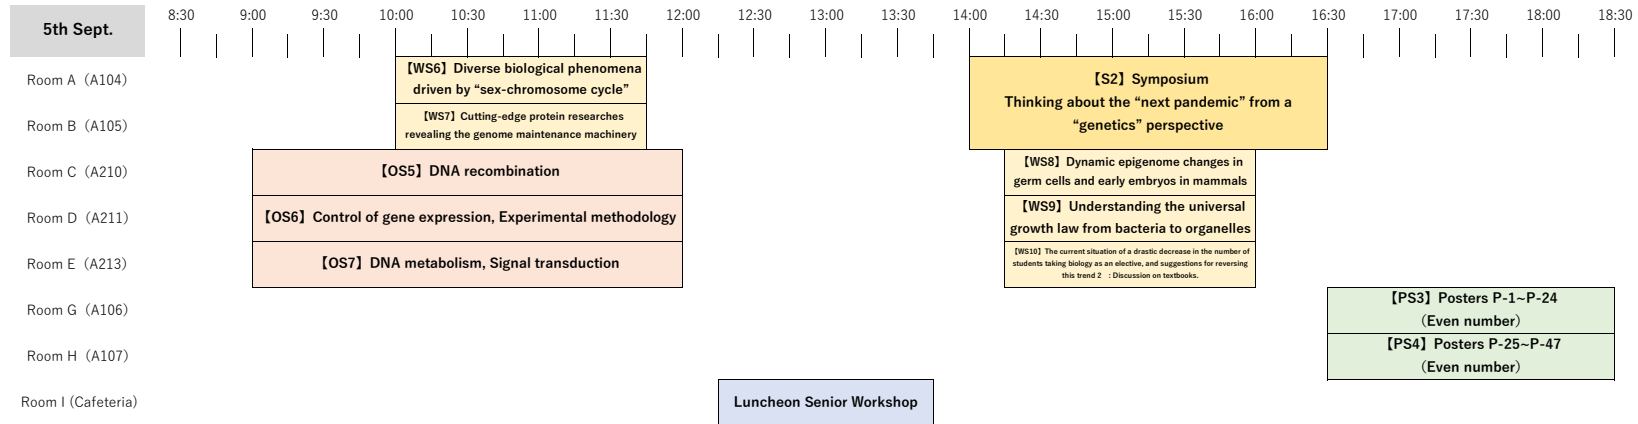 5th Sept.
8:30 9:00 9:30 10:00 10:30 11:00 11:30 12:00 12:30 13:00 13:30 14:00 14:30 15:00 15:30 16:00 16:30 17:00 17:30 18:00 18:30
Room A（A104）
【WS6】Diverse biological phenomena
driven by “sex-chromosome cycle”
【S2】Symposium
Thinking about the “next pandemic” from a
“genetics” perspective
Room B（A105）
【WS7】Cutting-edge protein researches
revealing the genome maintenance machinery
Room C（A210）
【OS5】DNA recombination
【WS8】Dynamic epigenome changes in
germ cells and early embryos in mammals
Room D（A211）
【OS6】Control of gene expression, Experimental methodology
【WS9】Understanding the universal
growth law from bacteria to organelles
Room E（A213）
【OS7】DNA metabolism, Signal transduction
【WS10】The current situation of a drastic decrease in the number of
students taking biology as an elective, and suggestions for reversing
this trend 2　: Discussion on textbooks.
Room G（A106）
【PS3】Posters P-1~P-24
（Even number）
Room H（A107）
【PS4】Posters P-25~P-47
（Even number）
Room I (Cafeteria)
Luncheon Senior Workshop